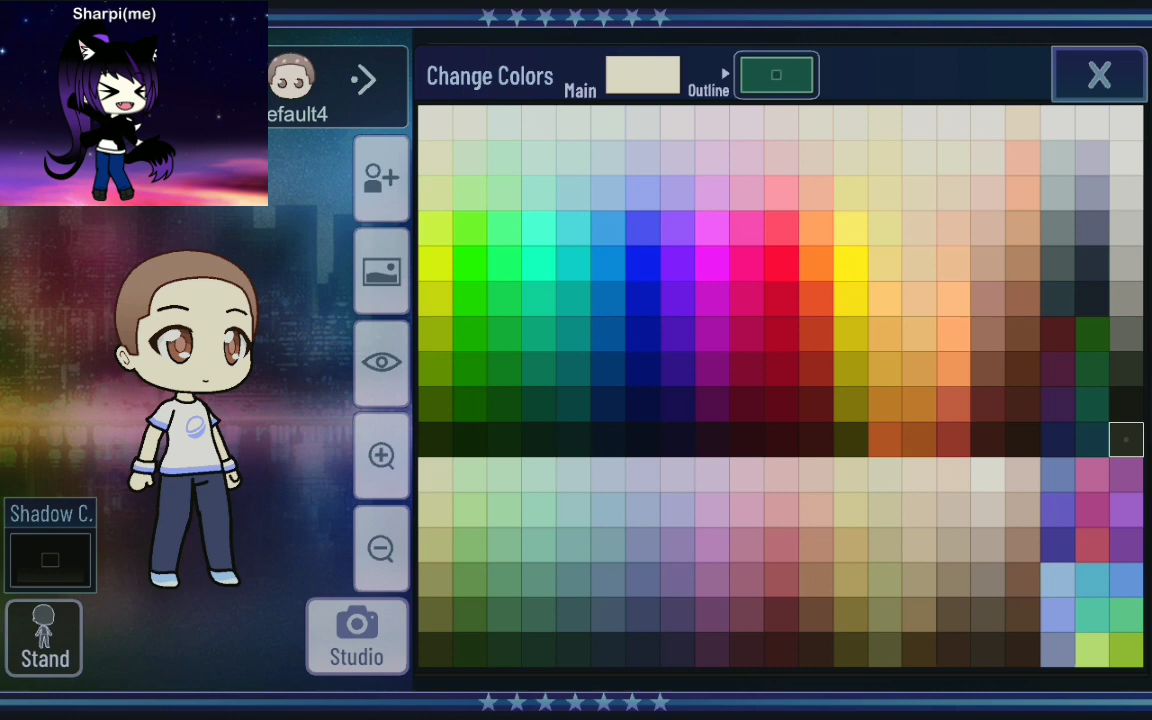 Sharpi(me)
efault4
Change Colors
Main
Outline
X
Shadow C.
Stand
Studio